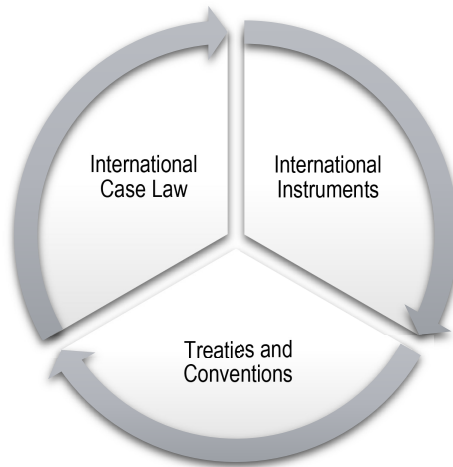 International
Case Law
International
Instruments
Treaties and
Conventions